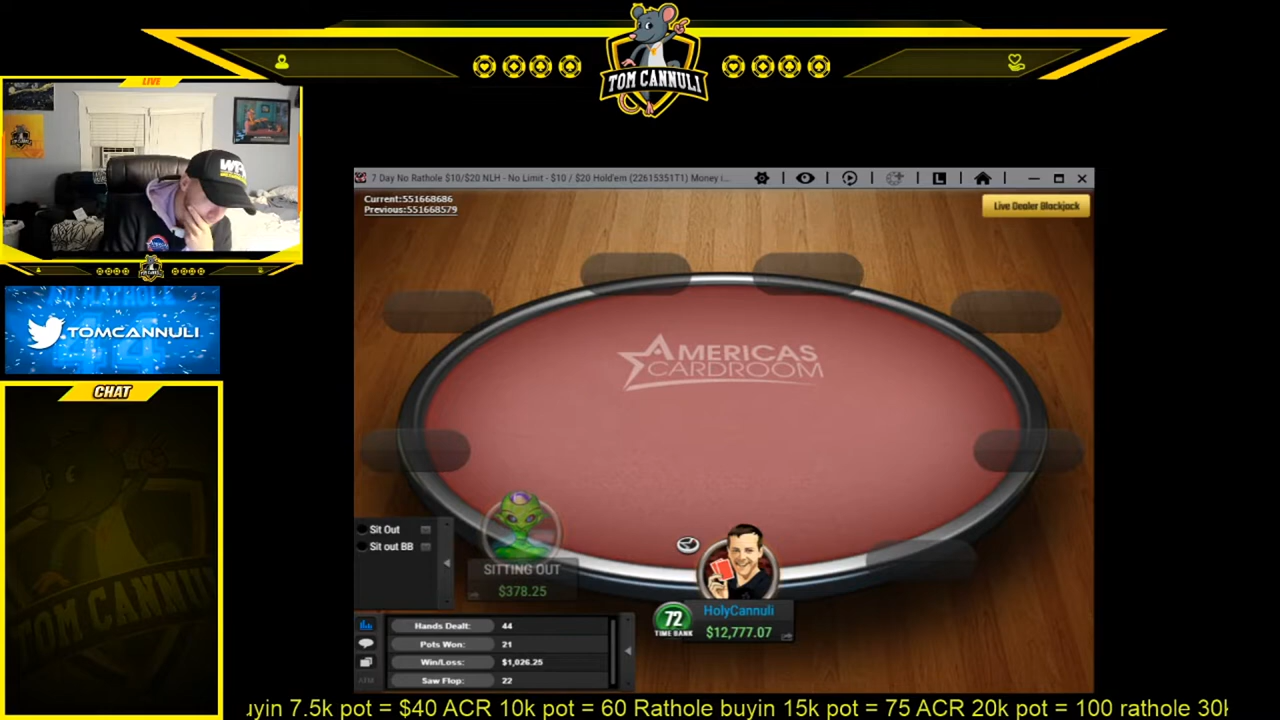 TOM CANNULI
LIVE
TOMCANNULI
CHAT
7 Day No Rathole $10/$20 NLH - No Limit - $10 / $20 Hold'em (22615351T1) Money i...
Current:551668686
Previous:551668579
Live Dealer Blackjack
AMERICAS
CARDROOM
Sit Out
Sit out BB
SITTING OUT
$378.25
72
TIME BANK
HolyCannuli
$12,777.07
Hands Dealt: 44
Pots Won: 21
Win/Loss: $1,026.25
Saw Flop: 22
TOM CANNULI
yin 7.5k pot = $40 ACR 10k pot = 60 Rathole buyin 15k pot = 75 ACR 20k pot = 100 rathole 30